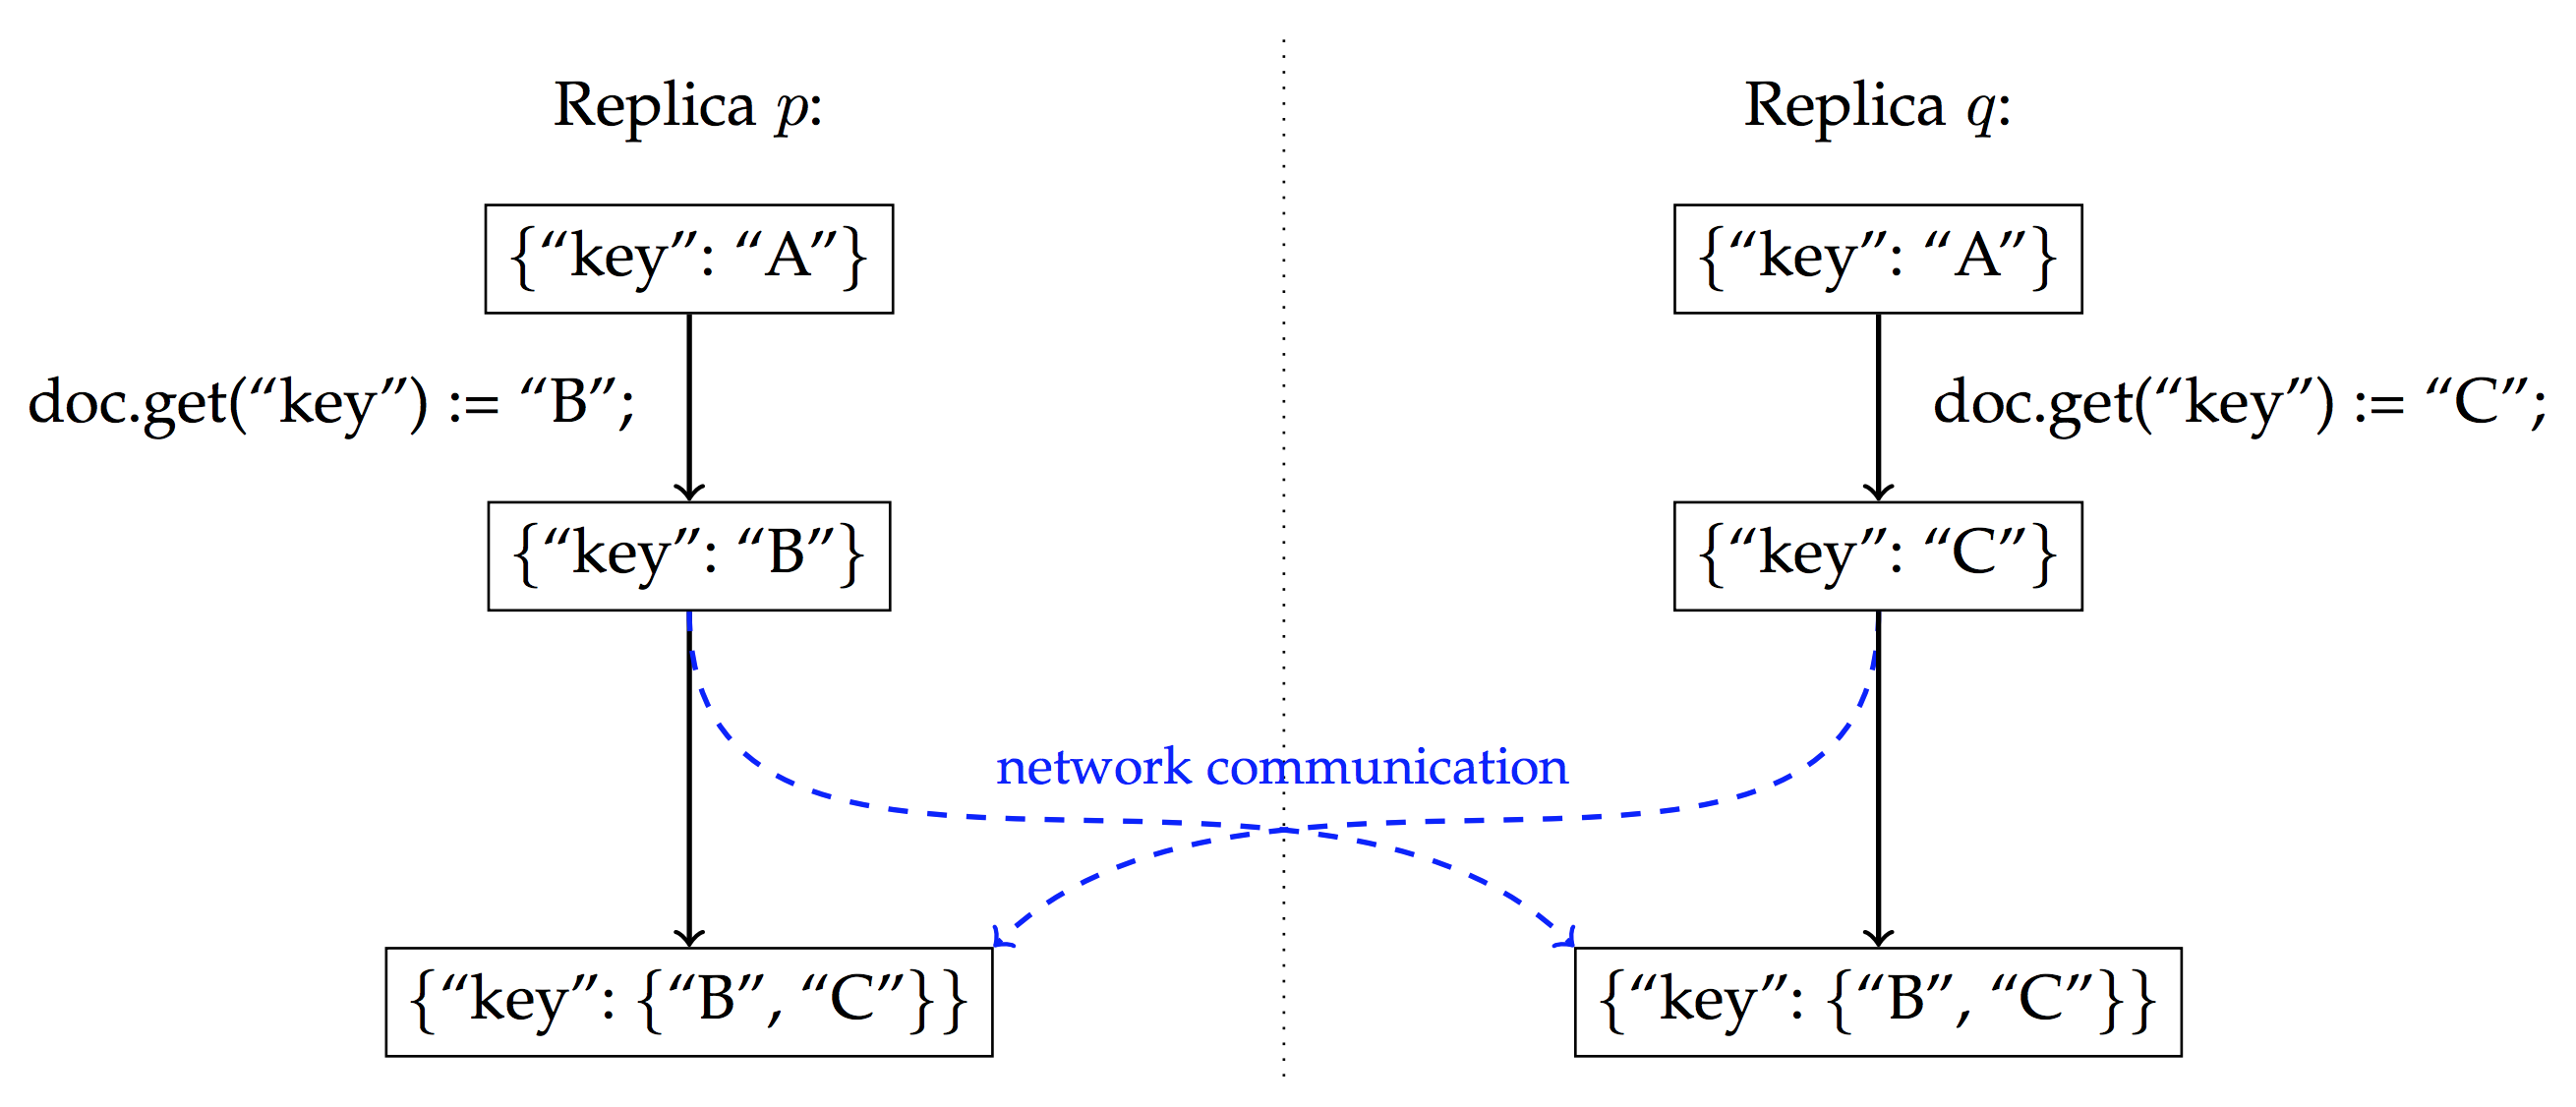 Replica p:
Replica q:
{“key”: “A”}
{“key”: “A”}
doc.get(“key”) := “B”;
doc.get(“key”) := “C”;
{“key”: “B”}
{“key”: “C”}
network communication
{“key”: {“B”, “C”}}
{“key”: {“B”, “C”}}